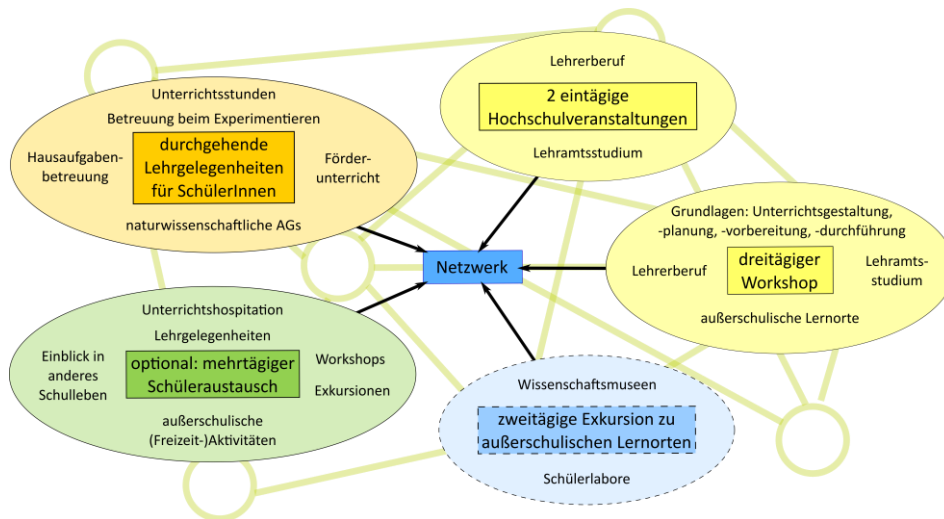 Unterrichtsstunden
Betreuung beim Experimentieren
Hausaufgaben-
betreuung
durchgehende
Lehrgelegenheiten
für SchülerInnen
Förder-
unterricht
naturwissenschaftliche AGs
Lehrerberuf
2 eintägige
Hochschulveranstaltungen
Lehramtsstudium
Grundlagen: Unterrichtsgestaltung,
-planung, -vorbereitung, -durchführung
Lehrerberuf
dreitägiger
Workshop
Lehramts-
studium
außerschulische Lernorte
Netzwerk
Unterrichtshospitation
Lehrgelegenheiten
Einblick in
anderes
Schulleben
optional: mehrtägiger
Schüleraustausch
Workshops
Exkursionen
außerschulische
(Freizeit-)Aktivitäten
Wissenschaftsmuseen
zweitägige Exkursion zu
außerschulischen Lernorten
Schülerlabore